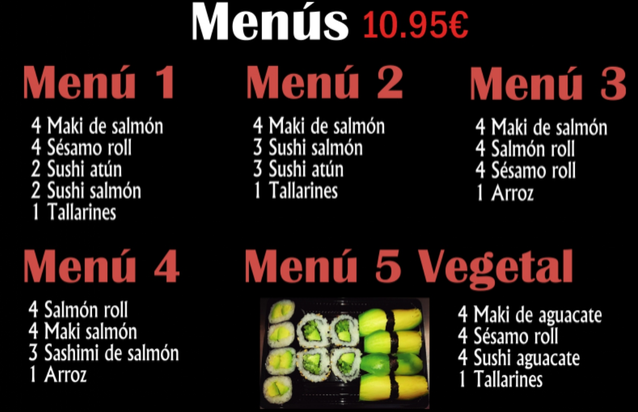 Menús 10.95€
Menú 1
4 Maki de salmón
4 Sésamo roll
2 Sushi atún
2 Sushi salmón
1 Tallarines
Menú 2
4 Maki de salmón
3 Sushi salmón
3 Sushi atún
1 Tallarines
Menú 3
4 Maki de salmón
4 Salmón roll
4 Sésamo roll
1 Arroz
Menú 4
4 Salmón roll
4 Maki salmón
3 Sashimi de salmón
1 Arroz
Menú 5 Vegetal
4 Maki de aguacate
4 Sésamo roll
4 Sushi aguacate
1 Tallarines